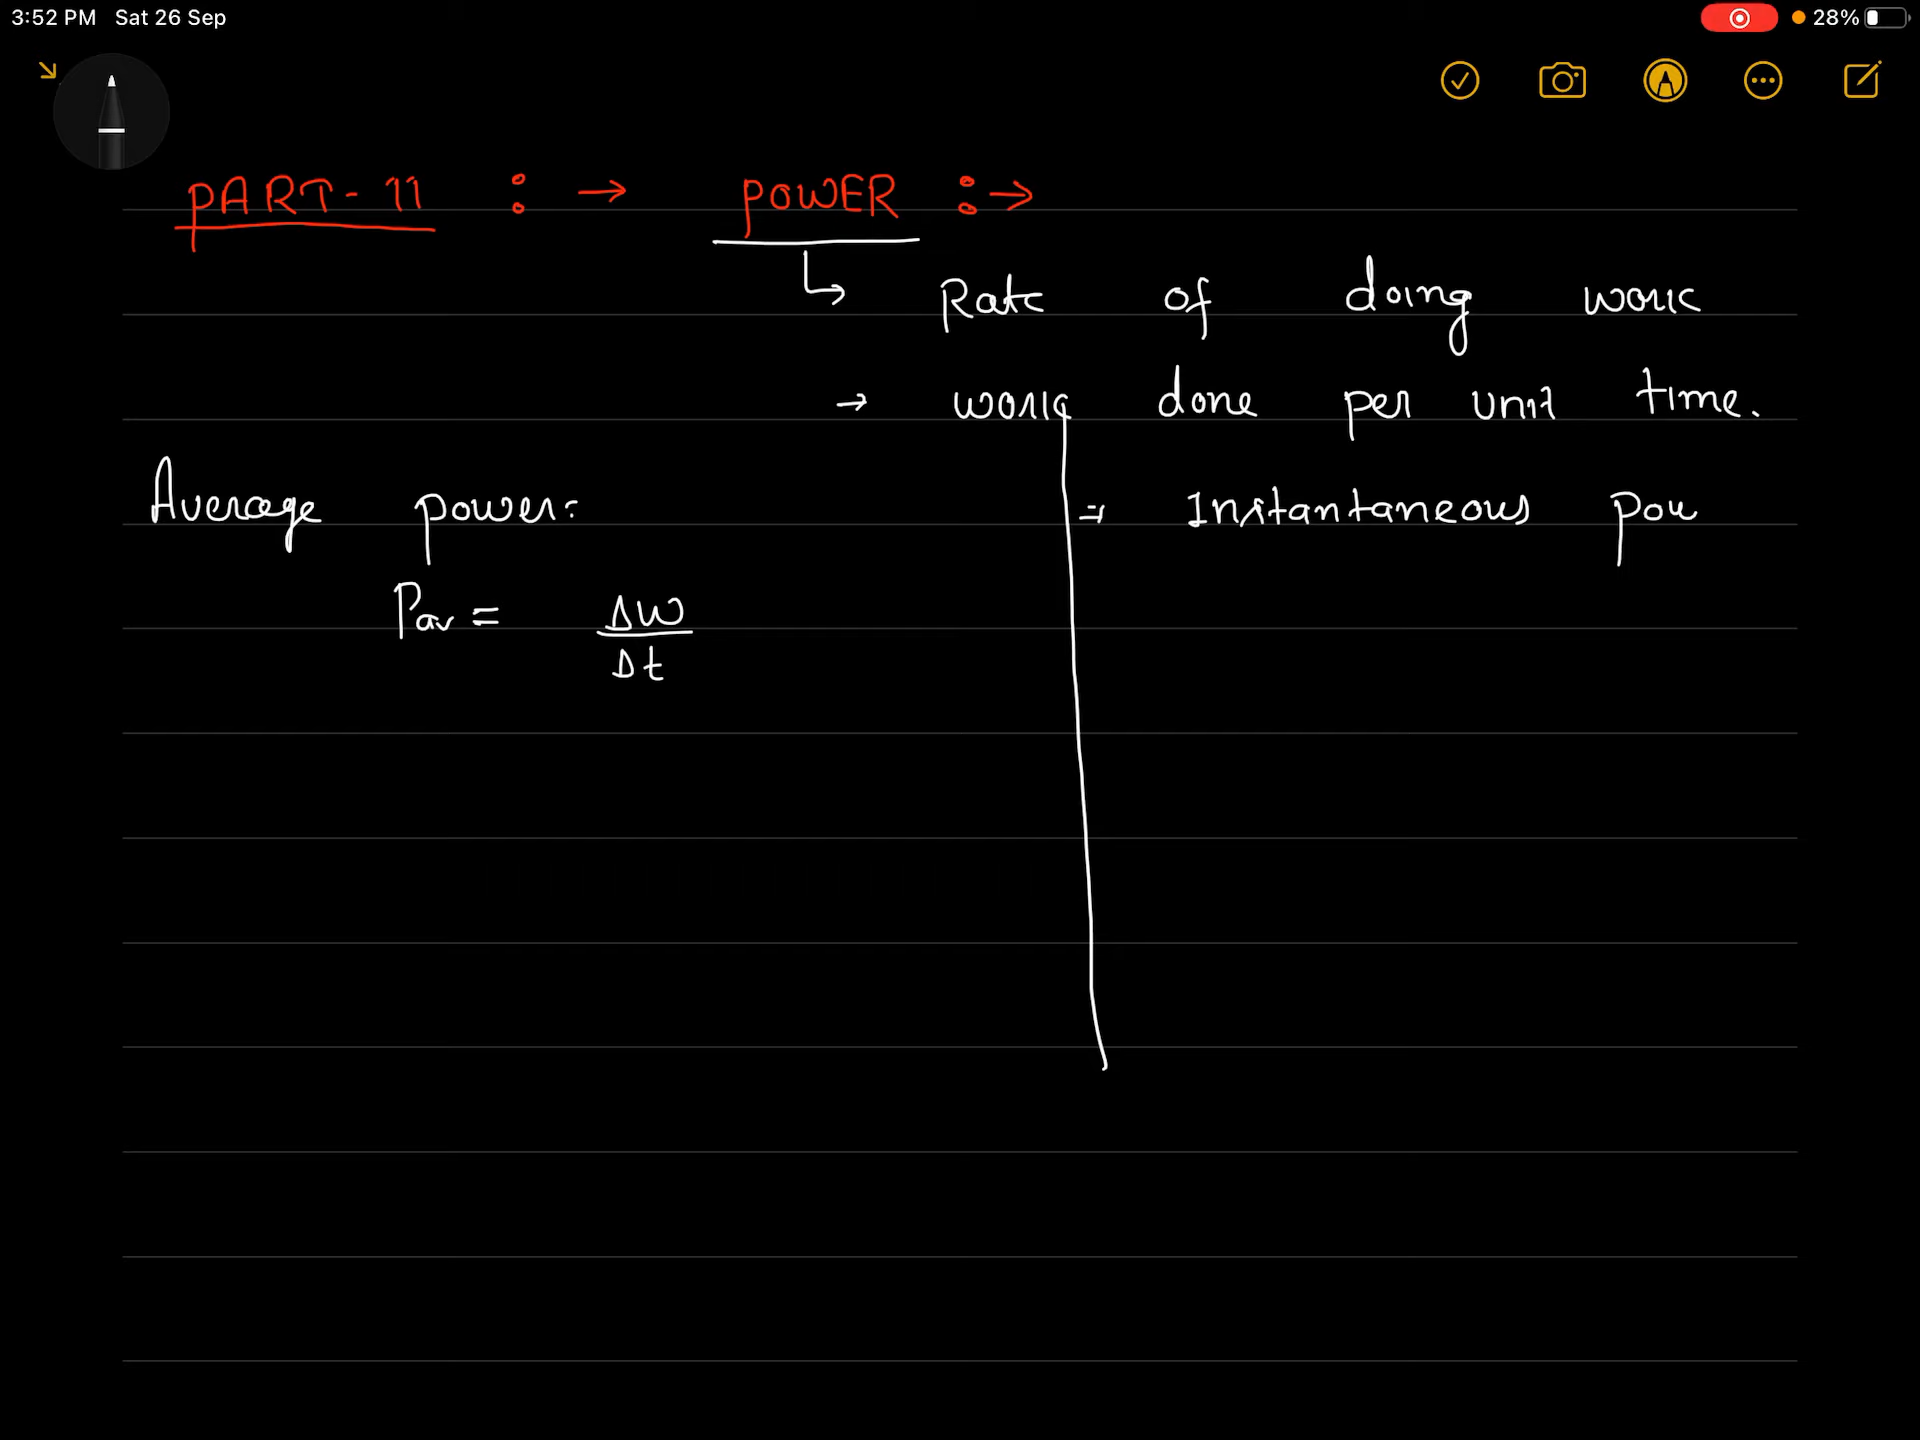 3:52 PM Sat 26 Sep
28%
PART-11 : → POWER :→
↳ Rate of doing work
→ work done per unit time.
Average power:
⇒ Instantaneous Pow
Pav = ΔW/Δt